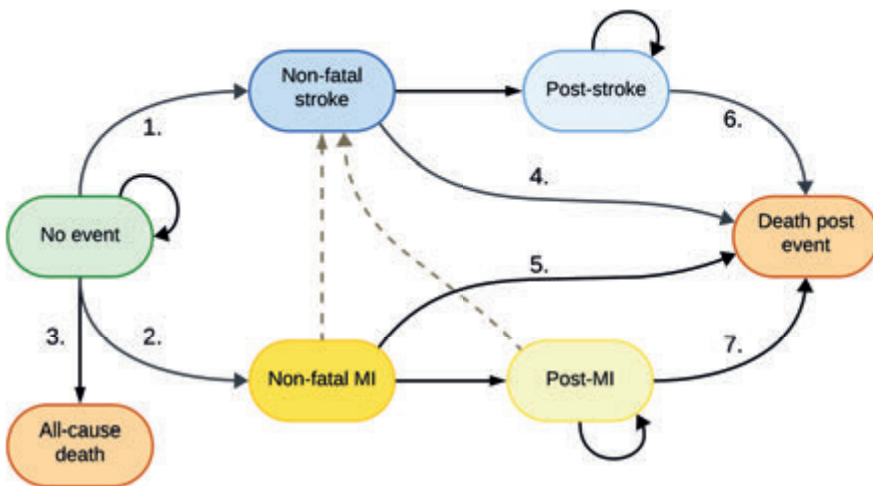 Non-fatal
stroke
Post-stroke
1.
6.
4.
No event
Death post
event
5.
3.
2.
7.
Non-fatal MI
Post-MI
All-cause
death